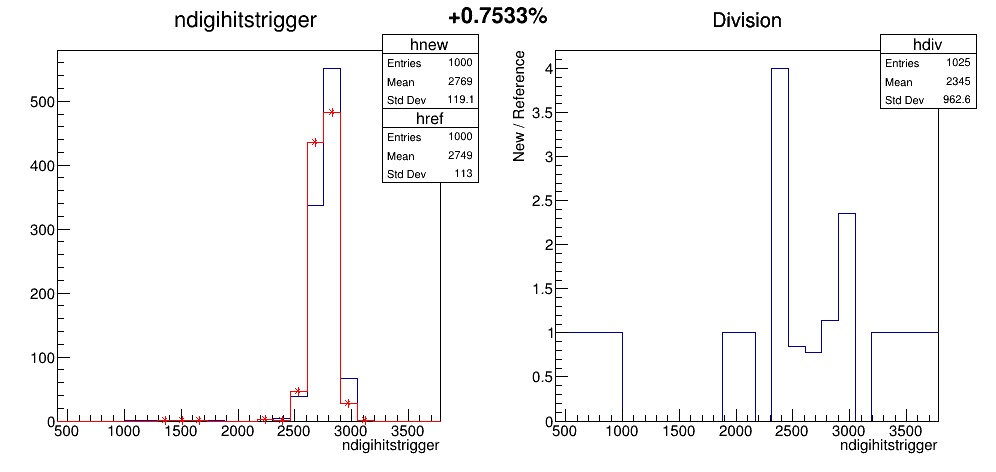 +0.7533%
ndigihitstrigger
hnew
Entries 1000
Mean 2769
Std Dev 119.1
href
Entries 1000
Mean 2749
Std Dev 113
500
400
300
200
100
0
500 1000 1500 2000 2500 3000 3500
ndigihitstrigger
Division
hdiv
Entries 1025
Mean 2345
Std Dev 962.6
New / Reference
4
3.5
3
2.5
2
1.5
1
0.5
0
500 1000 1500 2000 2500 3000 3500
ndigihitstrigger